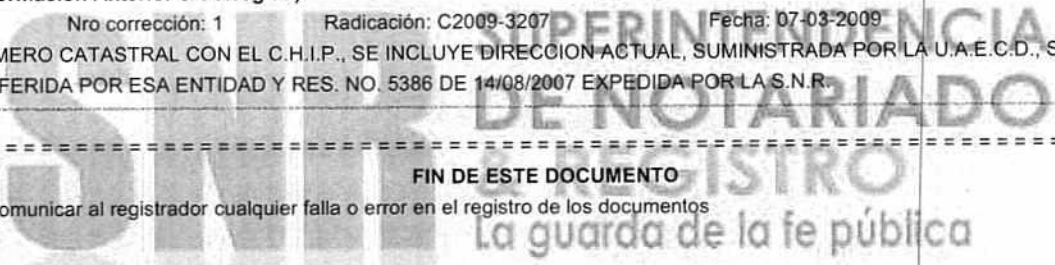 Nro corrección: 1 Radicación: C2009-3207 Fecha: 07-03-2009
MERO CATASTRAL CON EL C.H.I.P., SE INCLUYE DIRECCION ACTUAL, SUMINISTRADA POR LA U.A.E.C.D., S
FERIDA POR ESA ENTIDAD Y RES. NO. 5386 DE 14/08/2007 EXPEDIDA POR LA S.N.R.
SNR
SUPERINTENDENCIA
DE NOTARIADO
& REGISTRO
La guarda de la fe pública
FIN DE ESTE DOCUMENTO
omunicar al registrador cualquier falla o error en el registro de los documentos